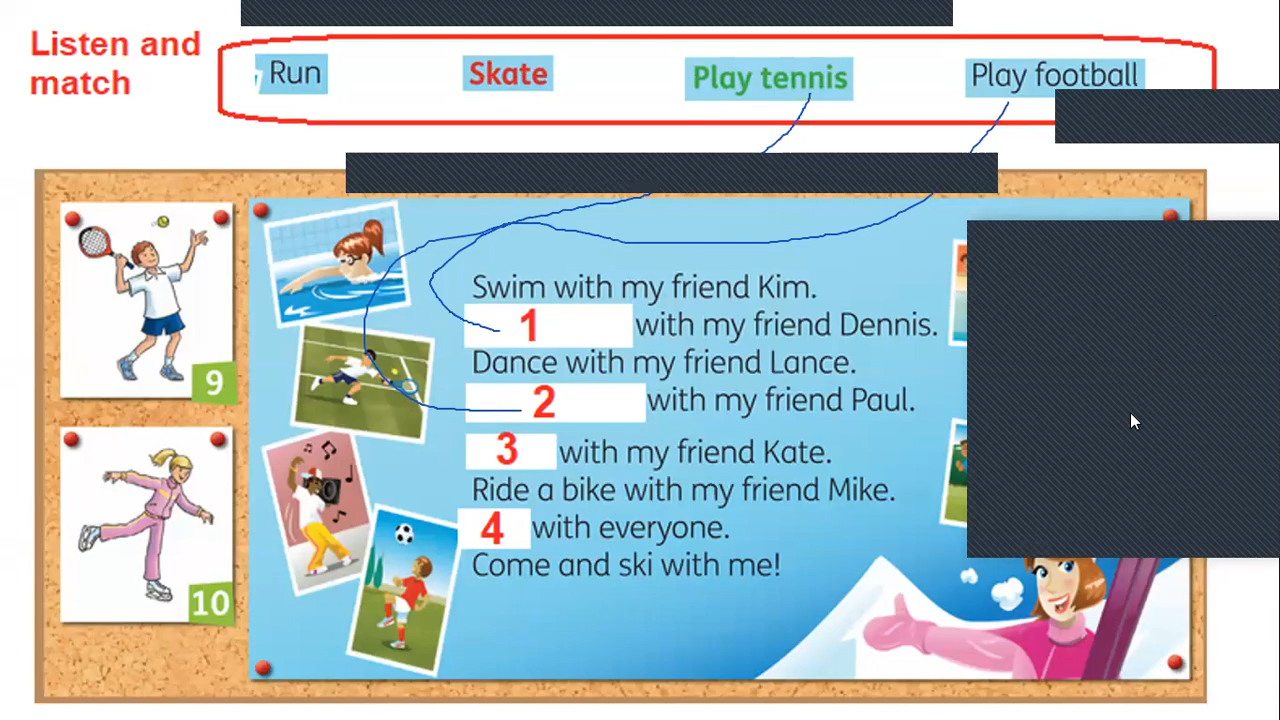 Listen and
match
Run Skate Play tennis Play football
Swim with my friend Kim.
1 with my friend Dennis.
Dance with my friend Lance.
2 with my friend Paul.
3 with my friend Kate.
Ride a bike with my friend Mike.
4 with everyone.
Come and ski with me!
9
10